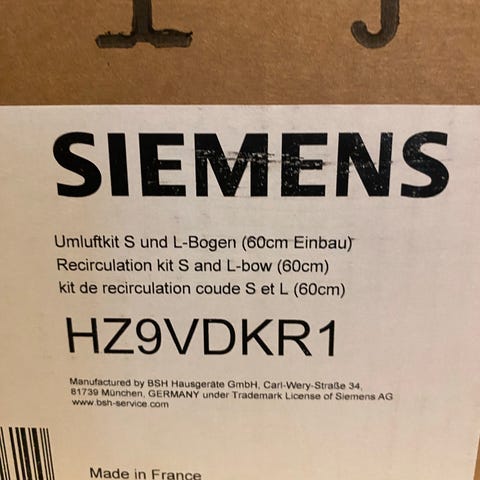 SIEMENS
Umluftkit S und L-Bogen (60cm Einbau)
Recirculation kit S and L-bow (60cm)
kit de recirculation coude S et L (60cm)
HZ9VDKR1
Manufactured by BSH Hausgeräte GmbH, Carl-Wery-Straße 34,
81739 München, GERMANY under Trademark License of Siemens AG
www.bsh-service.com
Made in France